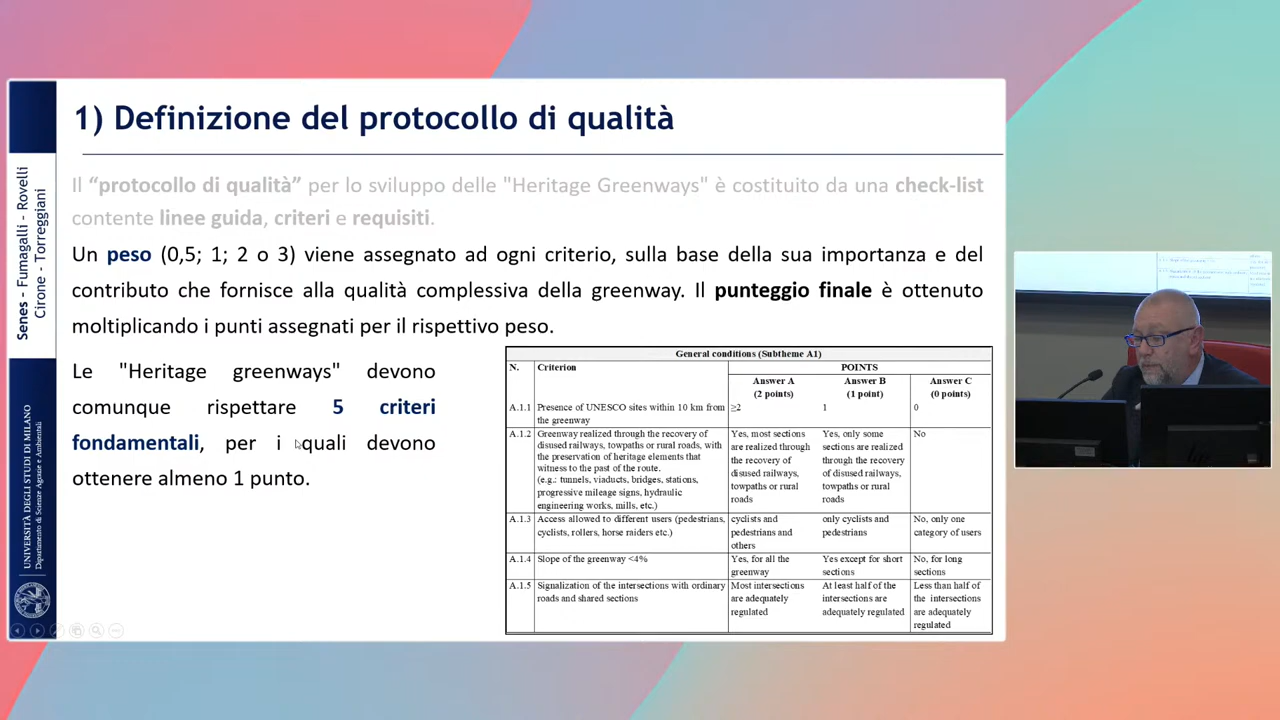 1) Definizione del protocollo di qualità
Il "protocollo di qualità" per lo sviluppo delle "Heritage Greenways" è costituito da una check-list
contente linee guida, criteri e requisiti.
Un peso (0,5; 1; 2 o 3) viene assegnato ad ogni criterio, sulla base della sua importanza e del
contributo che fornisce alla qualità complessiva della greenway. Il punteggio finale è ottenuto
moltiplicando i punti assegnati per il rispettivo peso.
Le "Heritage greenways" devono
comunque rispettare 5 criteri
fondamentali, per i quali devono
ottenere almeno 1 punto.
General conditions (Subtheme A1)
N. Criterion POINTS
Answer A Answer B Answer C
(2 points) (1 point) (0 points)
A.1.1 Presence of UNESCO sites within 10 km from ≥2 1 0
the greenway
A.1.2 Greenway realized through the recovery of Yes, most sections Yes, only some No
disused railways, towpaths or rural roads, with are realized through sections are realized
the preservation of heritage elements that the recovery of through the recovery
witness to the past of the route. disused railways, of disused railways,
(e.g.: tunnels, viaducts, bridges, stations, towpaths or rural towpaths or rural
progressive mileage signs, hydraulic roads roads
engineering works, mills, etc.)
A.1.3 Access allowed to different users (pedestrians, cyclists and only cyclists and No, only one
cyclists, rollers, horse raiders etc.) pedestrians and pedestrians category of users
others
A.1.4 Slope of the greenway <4% Yes, for all the Yes except for short No, for long
greenway sections sections
A.1.5 Signalization of the intersections with ordinary Most intersections At least half of the Less than half of
roads and shared sections are adequately intersections are the intersections
regulated adequately regulated are adequately
regulated
Senes - Fumagalli - Rovelli
Cirone - Torreggiani
UNIVERSITÀ DEGLI STUDI DI MILANO
Dipartimento di Scienze Agrarie e Ambientali